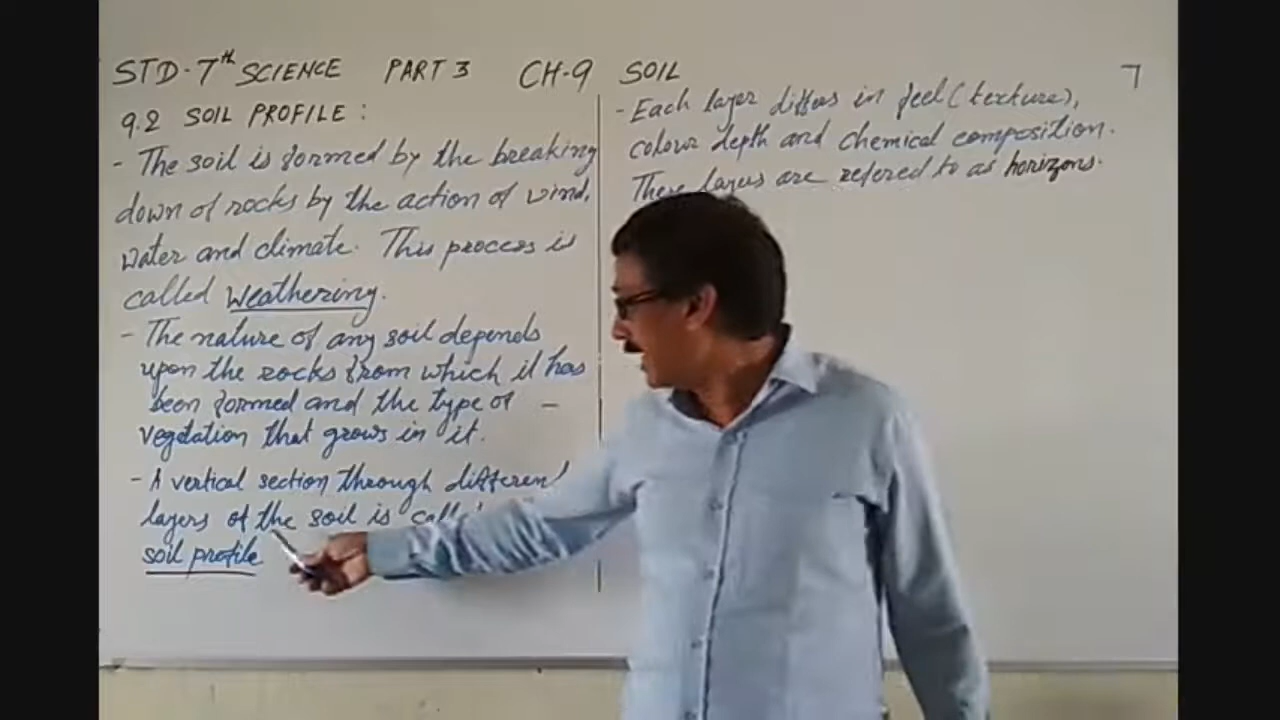 STD-7th SCIENCE PART 3 CH-9 SOIL 7
9.2 SOIL PROFILE :
- The soil is formed by the breaking
down of rocks by the action of wind,
water and climate. This process is
called weathering.
- The nature of any soil depends
upon the rocks from which it has
been formed and the type of –
vegetation that grows in it.
- A vertical section through different
layers of the soil is
soil profile
- Each layer differs in feel (texture),
colour depth and chemical composition.
These layers are refered to as horizons.